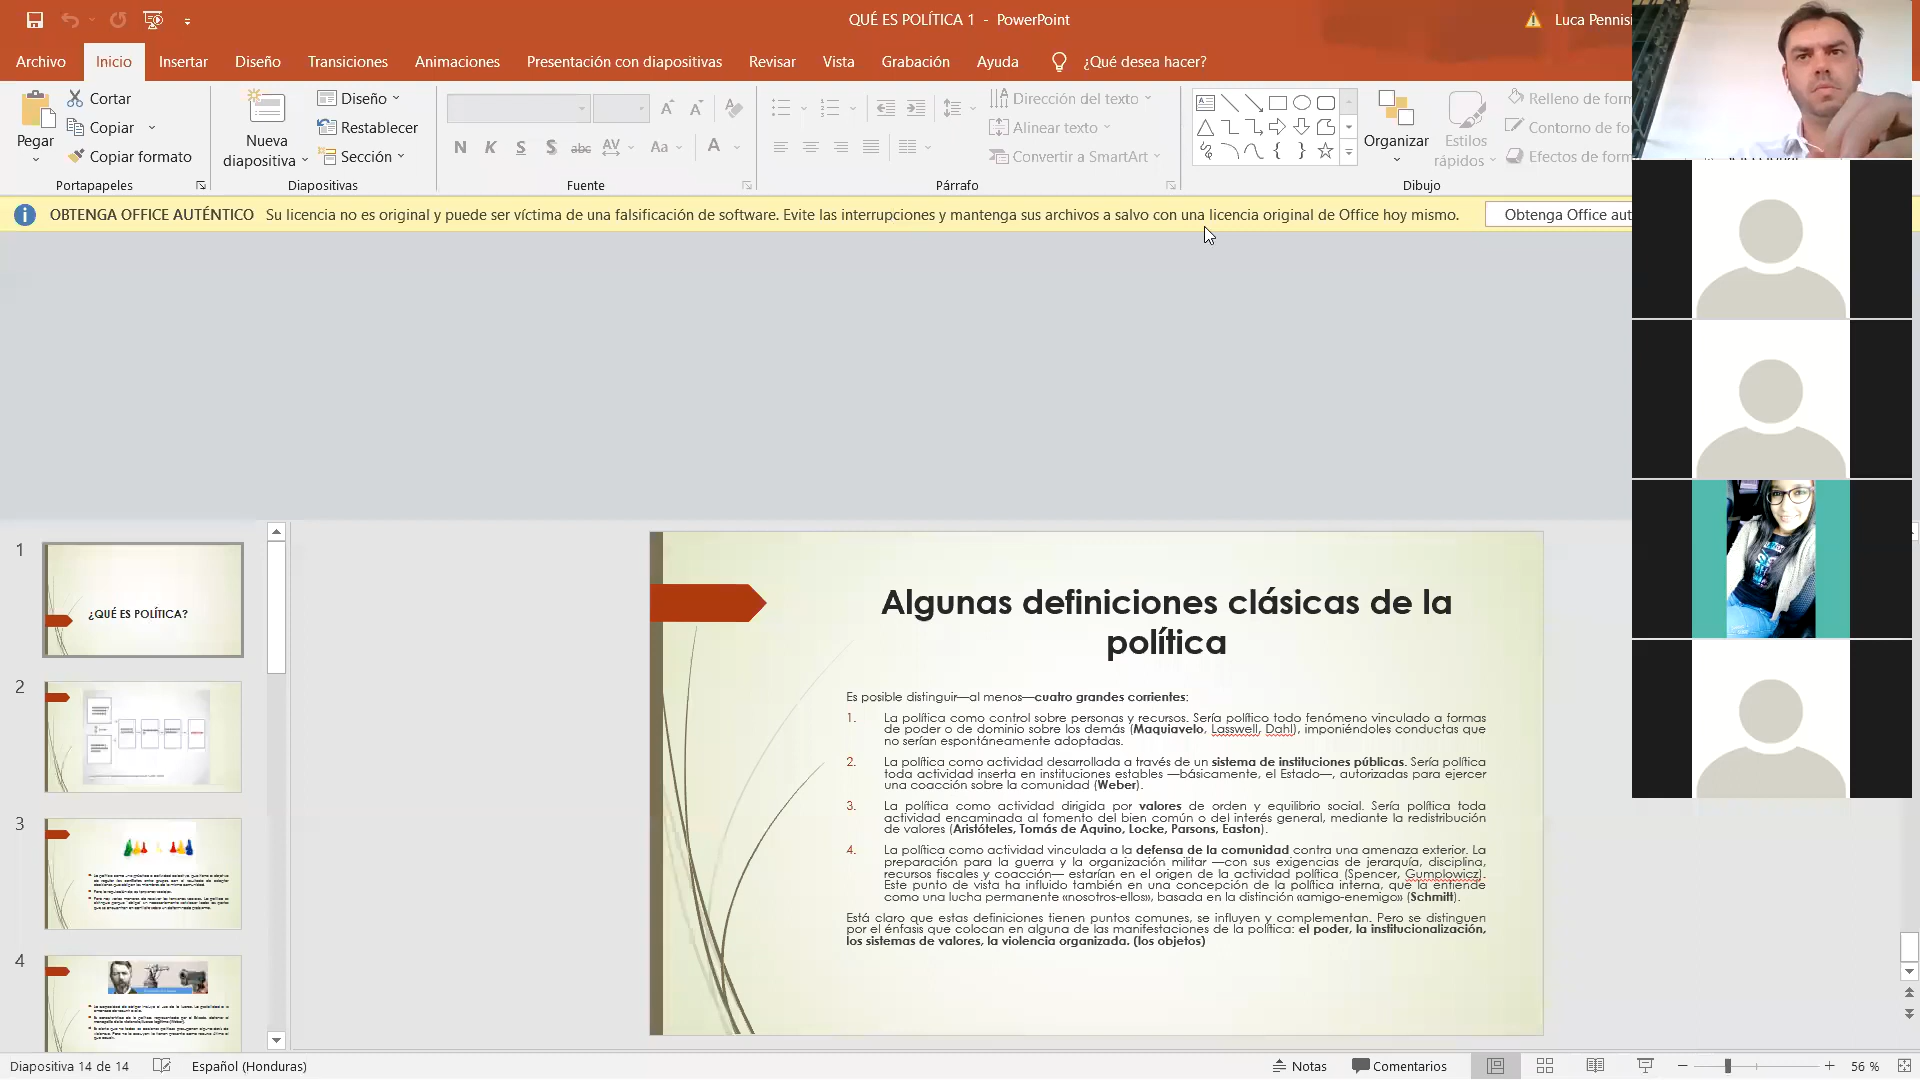 QUÉ ES POLÍTICA 1 - PowerPoint
Luca Pennisi
Archivo
Inicio
Insertar
Diseño
Transiciones
Animaciones
Presentación con diapositivas
Revisar
Vista
Grabación
Ayuda
¿Qué desea hacer?
Pegar
Cortar
Copiar
Copiar formato
Portapapeles
Nueva
diapositiva
Diseño
Restablecer
Sección
Diapositivas
N K S S abc AV Aa A
Fuente
Dirección del texto
Alinear texto
Convertir a SmartArt
Párrafo
Organizar
Estilos
rápidos
Relleno de form
Contorno de fo
Efectos de form
Dibujo
OBTENGA OFFICE AUTÉNTICO Su licencia no es original y puede ser víctima de una falsificación de software. Evite las interrupciones y mantenga sus archivos a salvo con una licencia original de Office hoy mismo.
Obtenga Office aut
1
¿QUÉ ES POLÍTICA?
2
3
4
Algunas definiciones clásicas de la
política
Es posible distinguir—al menos—cuatro grandes corrientes:
1. La política como control sobre personas y recursos. Sería político todo fenómeno vinculado a formas
de poder o de dominio sobre los demás (Maquiavelo, Lasswell, Dahl), imponiéndoles conductas que
no serían espontáneamente adoptadas.
2. La política como actividad desarrollada a través de un sistema de instituciones públicas. Sería política
toda actividad inserta en instituciones estables —básicamente, el Estado—, autorizadas para ejercer
una coacción sobre la comunidad (Weber).
3. La política como actividad dirigida por valores de orden y equilibrio social. Sería política toda
actividad encaminada al fomento del bien común o del interés general, mediante la redistribución
de valores (Aristóteles, Tomás de Aquino, Locke, Parsons, Easton).
4. La política como actividad vinculada a la defensa de la comunidad contra una amenaza exterior. La
preparación para la guerra y la organización militar —con sus exigencias de jerarquía, disciplina,
recursos fiscales y coacción— estarían en el origen de la actividad política (Spencer, Gumplowicz).
Este punto de vista ha influido también en una concepción de la política interna, que la entiende
como una lucha permanente «nosotros-ellos», basada en la distinción «amigo-enemigo» (Schmitt).
Está claro que estas definiciones tienen puntos comunes, se influyen y complementan. Pero se distinguen
por el énfasis que colocan en alguna de las manifestaciones de la política: el poder, la institucionalización,
los sistemas de valores, la violencia organizada. (los objetos)
Diapositiva 14 de 14
Español (Honduras)
Notas
Comentarios
56 %